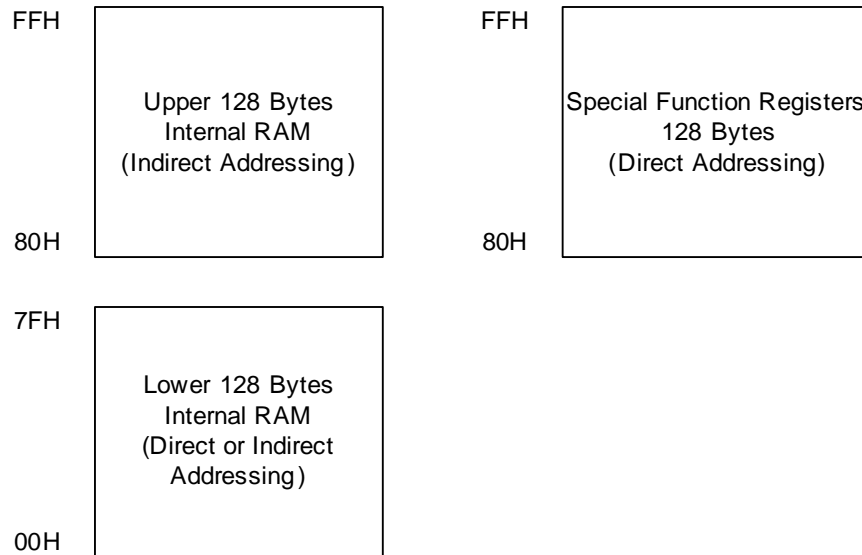 FFH
Upper 128 Bytes
Internal RAM
(Indirect Addressing)
80H
FFH
Special Function Registers
128 Bytes
(Direct Addressing)
80H
7FH
Lower 128 Bytes
Internal RAM
(Direct or Indirect
Addressing)
00H